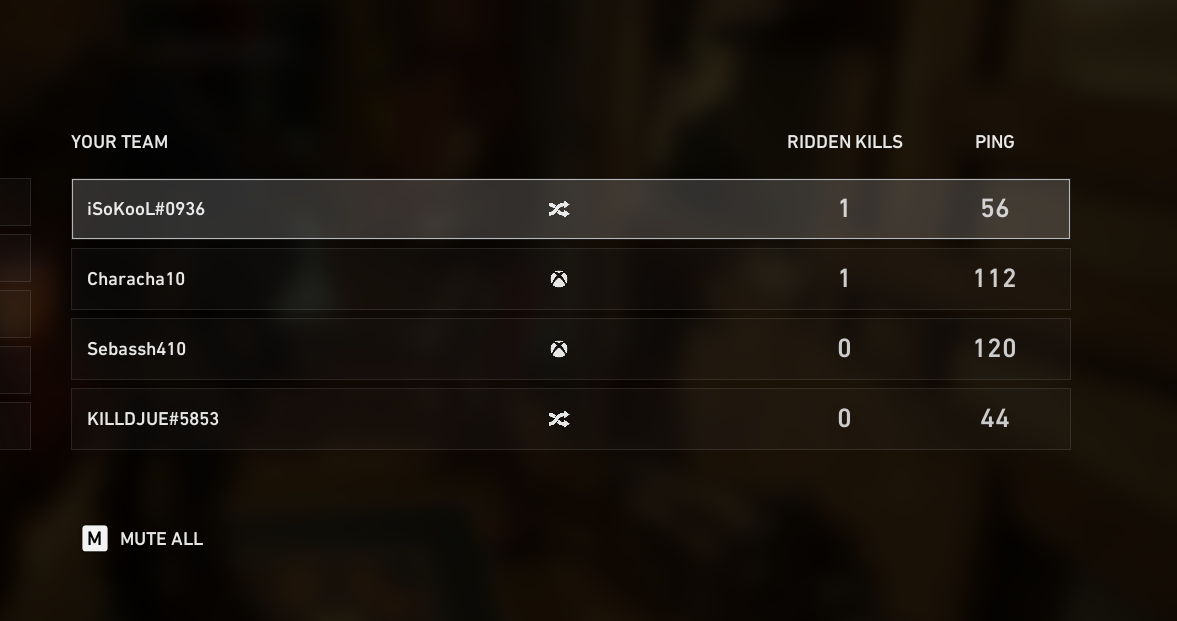 YOUR TEAM RIDDEN KILLS PING
iSoKooL#0936 1 56
Characha10 1 112
Sebassh410 0 120
KILLDJUE#5853 0 44
M MUTE ALL